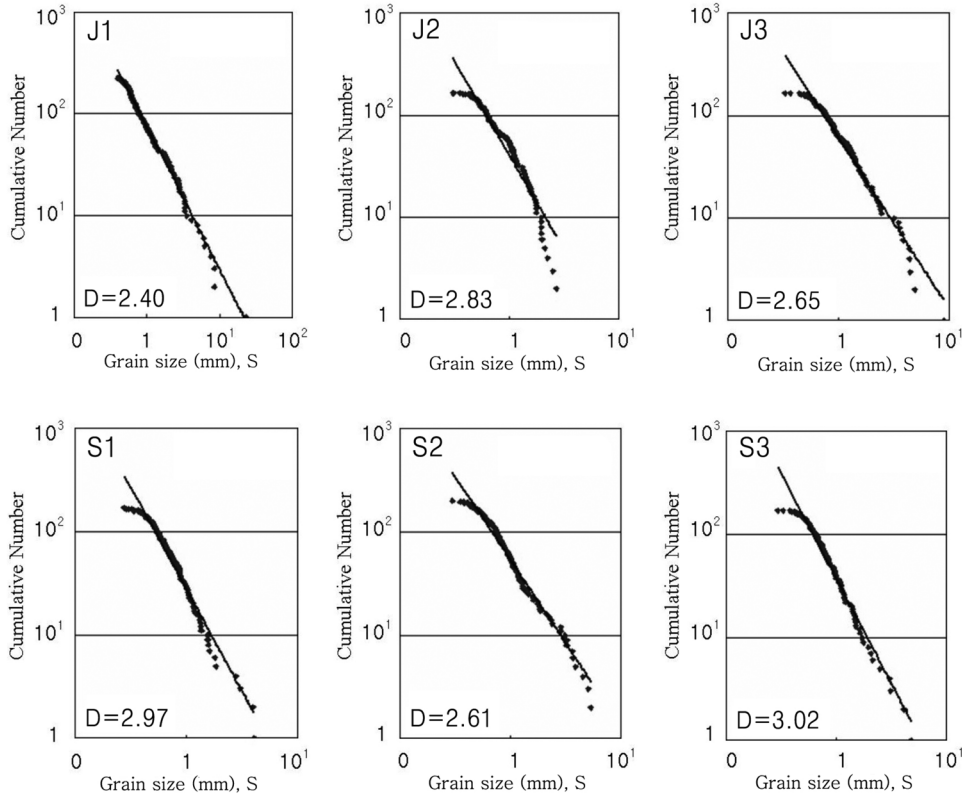 J1
Cumulative Number
10³
10²
10¹
1
D=2.40
0 1 10¹ 10²
Grain size (mm), S
J2
Cumulative Number
10³
10²
10¹
1
D=2.83
0 1 10¹
Grain size (mm), S
J3
Cumulative Number
10³
10²
10¹
1
D=2.65
0 1 10¹
Grain size (mm), S
S1
Cumulative Number
10³
10²
10¹
1
D=2.97
0 1 10¹
Grain size (mm), S
S2
Cumulative Number
10³
10²
10¹
1
D=2.61
0 1 10¹
Grain size (mm), S
S3
Cumulative Number
10³
10²
10¹
1
D=3.02
0 1 10¹
Grain size (mm), S